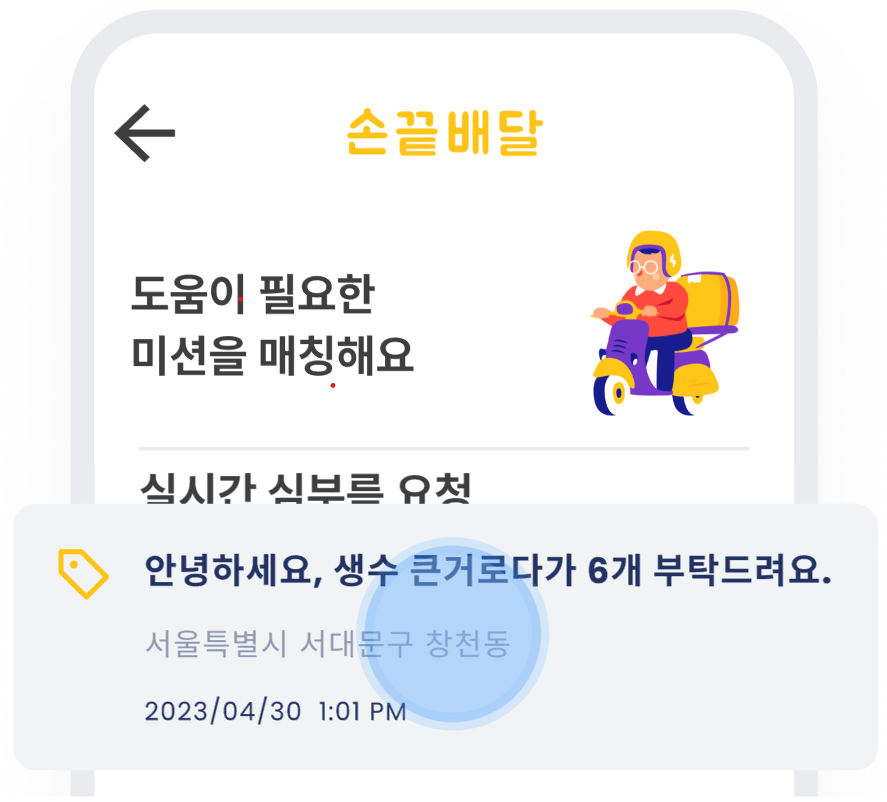 손끝배달
도움이 필요한
미션을 매칭해요
실시간 심부름 요청
안녕하세요, 생수 큰거로다가 6개 부탁드려요.
서울특별시 서대문구 창천동
2023/04/30 1:01 PM